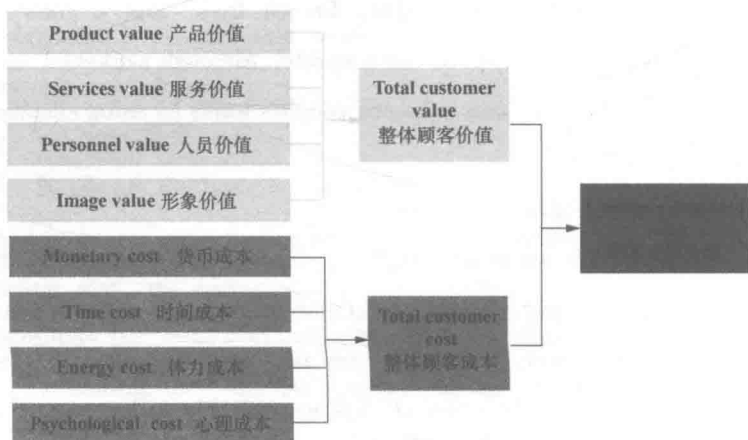 Product value 产品价值
Services value 服务价值
Personnel value 人员价值
Image value 形象价值
Monetary cost 货币成本
Time cost 时间成本
Energy cost 体力成本
Psychological cost 心理成本
Total customer
value
整体顾客价值
Total customer
cost
整体顾客成本